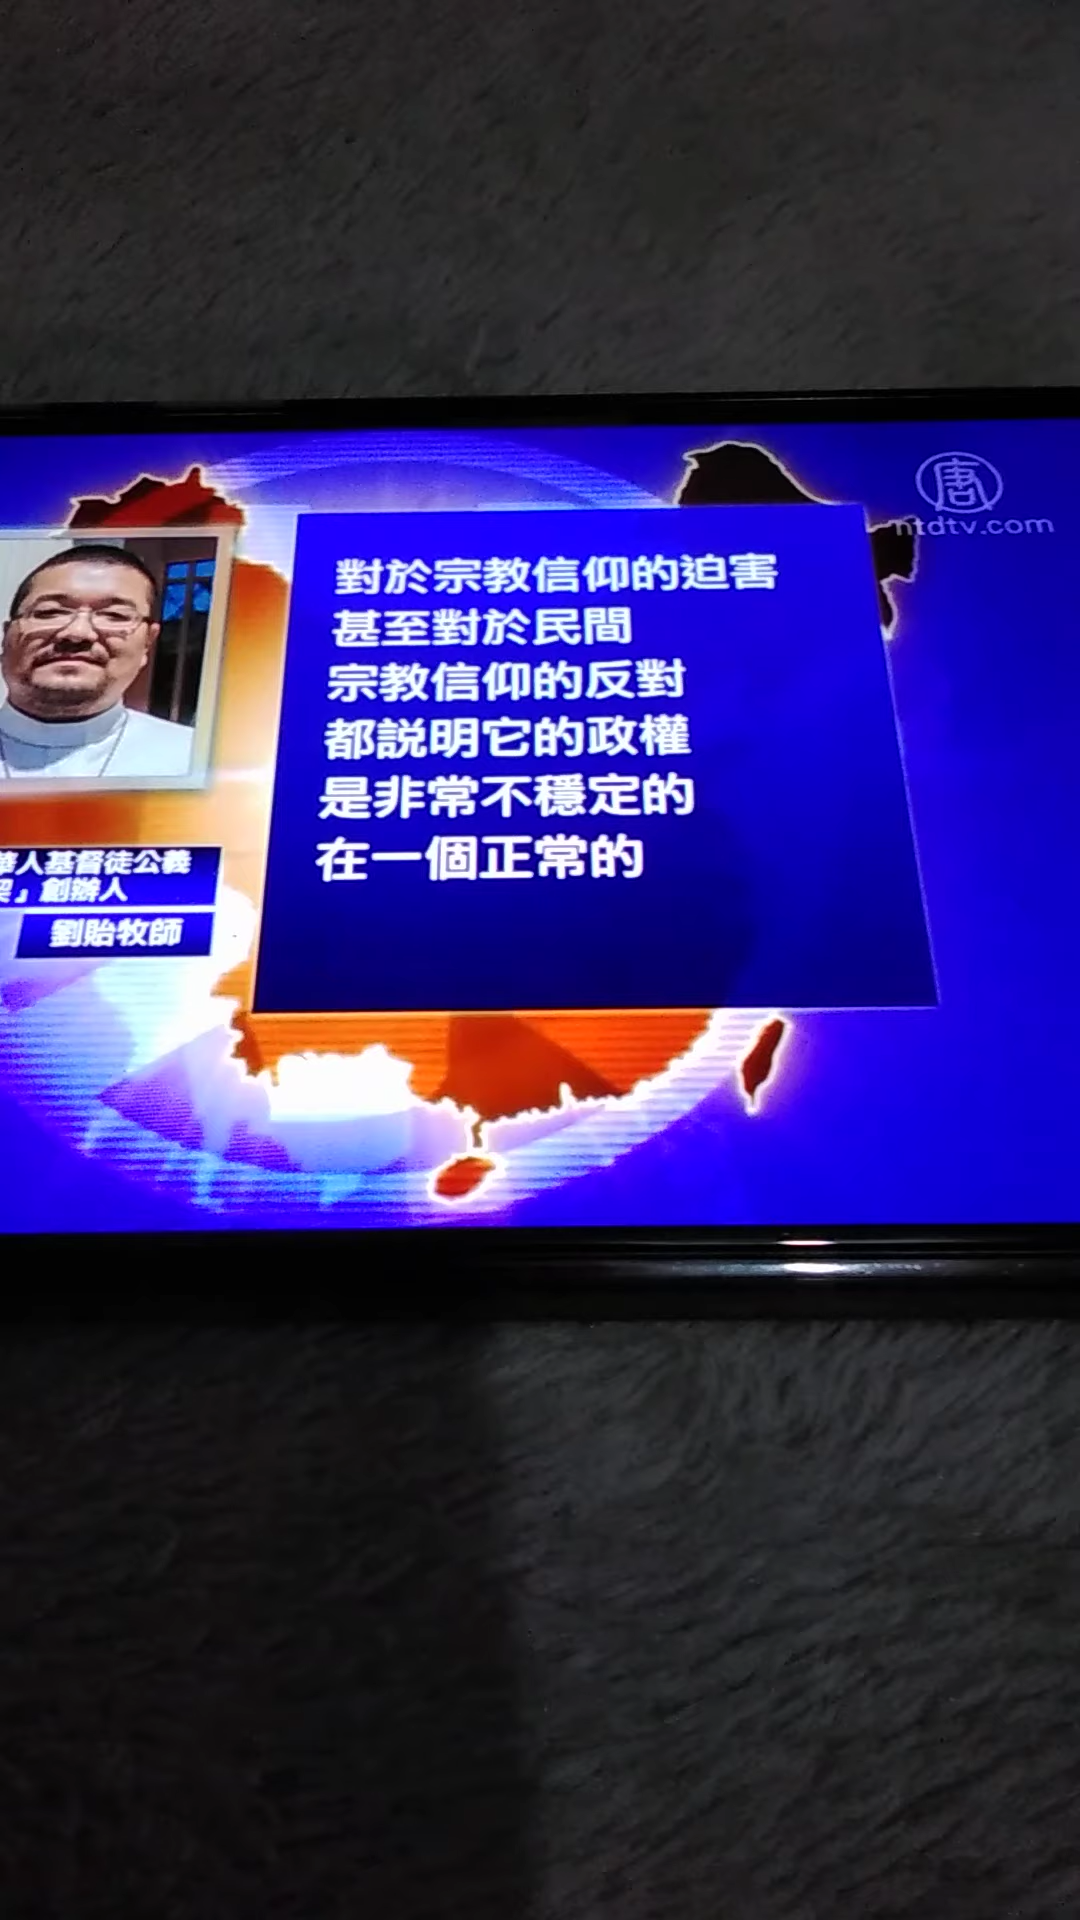 唐
ntdtv.com
對於宗教信仰的迫害
甚至對於民間
宗教信仰的反對
都説明它的政權
是非常不穩定的
在一個正常的
華人基督徒公義
契』創辦人
劉貽牧師